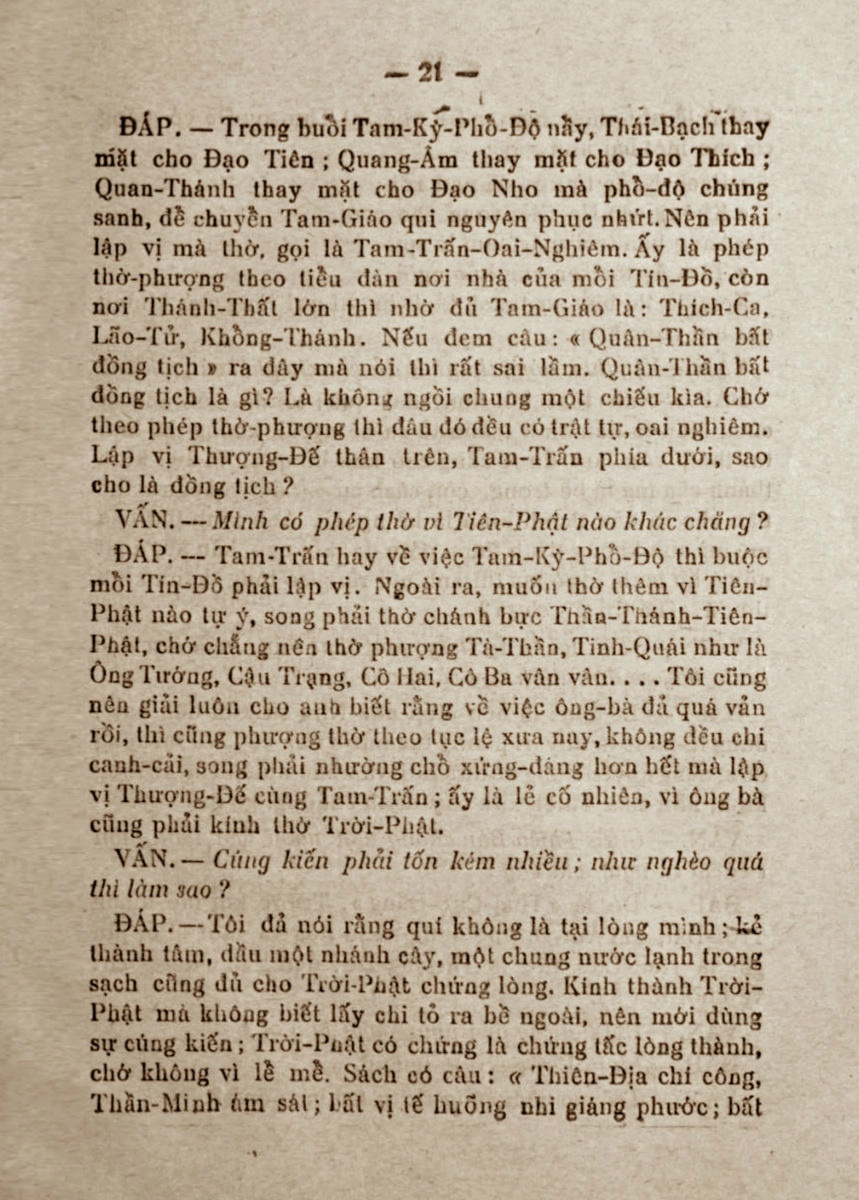 — 21 —
ĐÁP. — Trong buổi Tam-Kỳ-Phổ-Độ nầy, Thái-Bạch thay
mặt cho Đạo Tiên ; Quang-Âm thay mặt cho Đạo Thích ;
Quan-Thánh thay mặt cho Đạo Nho mà phổ-độ chúng
sanh, để chuyển Tam-Giáo qui nguyên phục nhứt. Nên phải
lập vị mà thờ, gọi là Tam-Trấn-Oai-Nghiêm. Ấy là phép
thờ-phượng theo tiểu đàn nơi nhà của mỗi Tín-Đồ, còn
nơi Thánh-Thất lớn thì nhờ đủ Tam-Giáo là : Thích-Ca,
Lão-Tử, Khổng-Thánh. Nếu đem câu : « Quân-Thần bất
đồng tịch » ra đây mà nói thì rất sai lầm. Quân-Thần bất
đồng tịch là gì ? Là không ngồi chung một chiếu kìa. Chớ
theo phép thờ-phượng thì đâu đó đều có trật tự, oai nghiêm.
Lập vị Thượng-Đế thân trên, Tam-Trấn phía dưới, sao
cho là đồng tịch ?
VẤN. — Mình có phép thờ vì Tiên-Phật nào khác chăng ?
ĐÁP. — Tam-Trấn hay về việc Tam-Kỳ-Phổ-Độ thì buộc
mỗi Tín-Đồ phải lập vị. Ngoài ra, muốn thờ thêm vì Tiên-
Phật nào tự ý, song phải thờ chánh bực Thần-Thánh-Tiên-
Phật, chớ chẳng nên thờ phượng Tà-Thần, Tinh-Quái như là
Ông Tướng, Cậu Trạng, Cô Hai, Cô Ba vân vân. . . . Tôi cũng
nên giải luôn cho anh biết rằng về việc ông-bà đả quá vản
rồi, thì cũng phượng thờ theo tục lệ xưa nay, không đều chi
canh-cải, song phải nhường chỗ xứng-đáng hơn hết mà lập
vị Thượng-Đế cùng Tam-Trấn ; ấy là lẻ cố nhiên, vì ông bà
cũng phải kính thờ Trời-Phật.
VẤN. — Cúng kiến phải tốn kém nhiều ; như nghèo quá
thì làm sao ?
ĐÁP. — Tôi đả nói rằng quí không là tại lòng mình ; kẻ
thành tâm, dầu một nhánh cây, một chung nước lạnh trong
sạch cũng đủ cho Trời-Phật chứng lòng. Kính thành Trời-
Phật mà không biết lấy chi tỏ ra bề ngoài, nên mới dùng
sự cúng kiến ; Trời-Phật có chứng là chứng tấc lòng thành,
chớ không vì lề mề. Sách có câu : « Thiên-Địa chí công,
Thần-Minh ám sát ; bất vị tế huởng nhi giáng phước ; bất